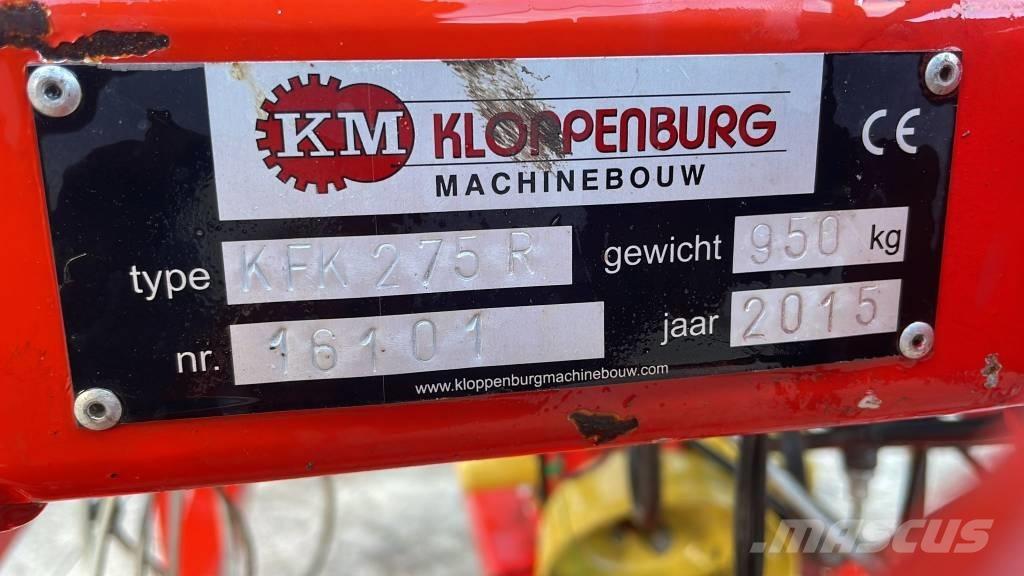 KM KLOPPENBURG
MACHINEBOUW
CE
type KFK 275 R
gewicht 950 kg
nr. 16101
jaar 2015
www.kloppenburgmachinebouw.com
MASCUS